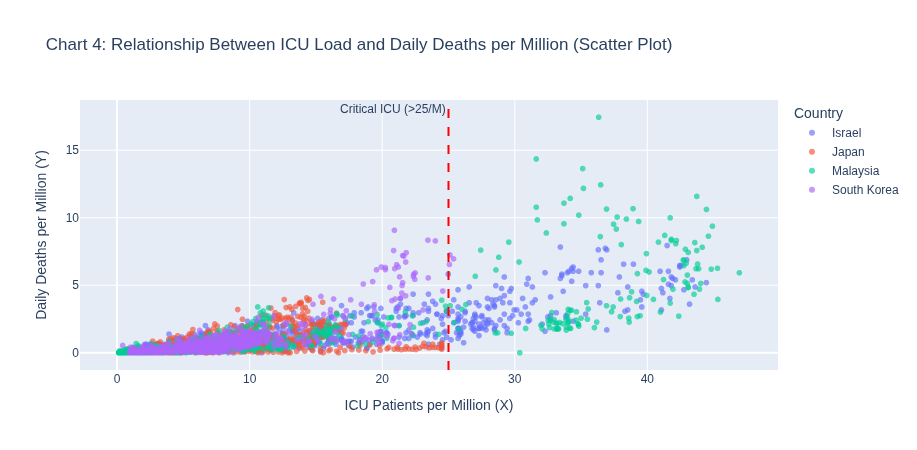 Chart 4: Relationship Between ICU Load and Daily Deaths per Million (Scatter Plot)
Critical ICU (>25/M)
Country
Israel
Japan
Malaysia
South Korea
Daily Deaths per Million (Y)
15
10
5
0
0
10
20
30
40
ICU Patients per Million (X)